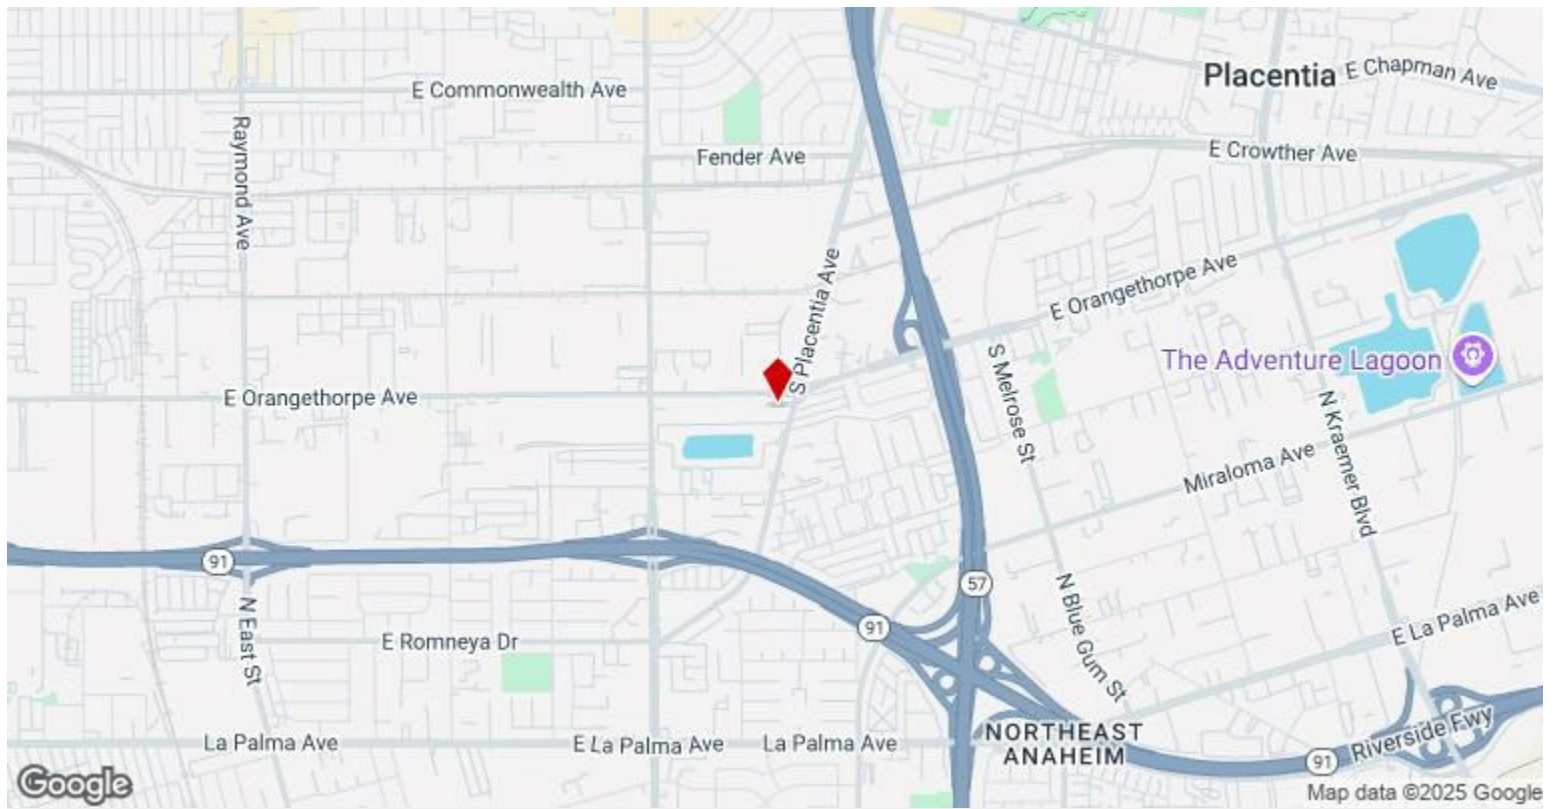 Placentia
E Chapman Ave
E Commonwealth Ave
Raymond Ave
Fender Ave
E Crowther Ave
S Placentia Ave
E Orangethorpe Ave
The Adventure Lagoon
S Melrose St
E Orangethorpe Ave
N Kraemer Blvd
Miraloma Ave
91
57
N East St
N Blue Gum St
91
E La Palma Ave
E Romneya Dr
La Palma Ave
E La Palma Ave
La Palma Ave
NORTHEAST
ANAHEIM
Riverside Fwy
91
Google
Map data ©2025 Google